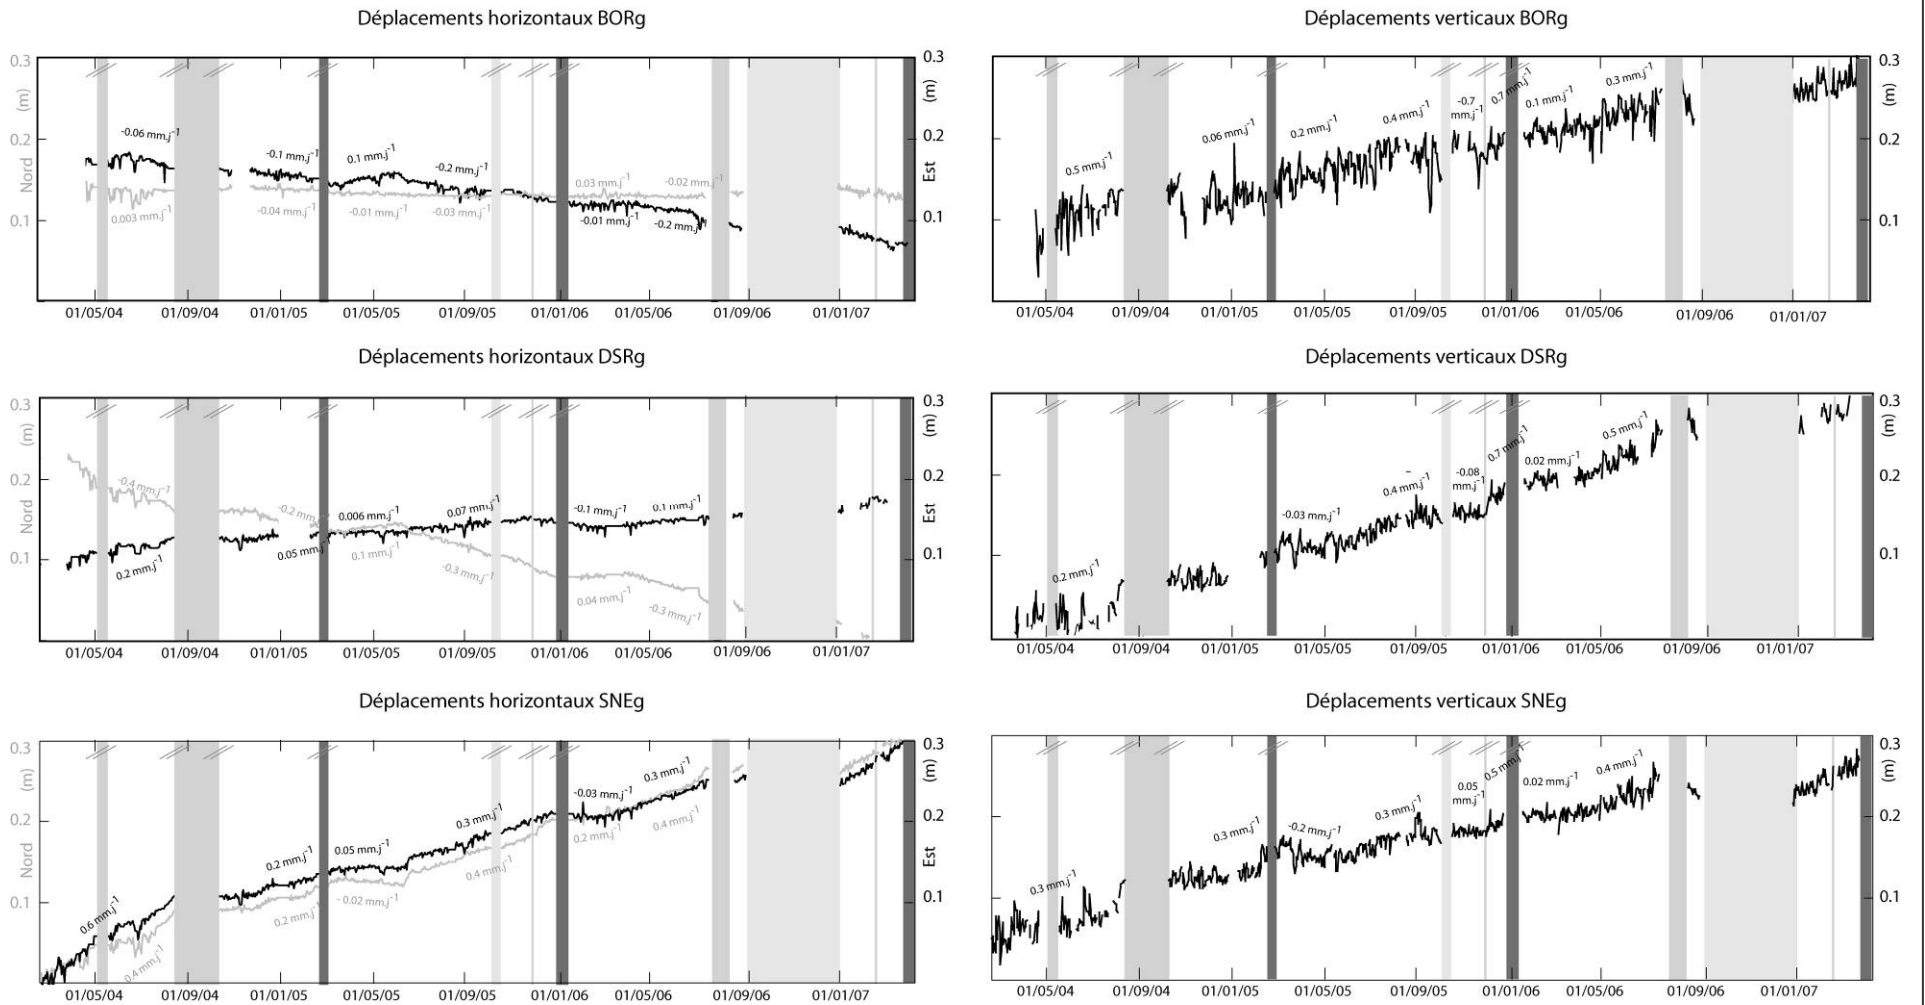 Déplacements horizontaux BORg
0.3
(m)
0.2
Nord
0.1
-0.06 mm.j⁻¹
-0.1 mm.j⁻¹
0.1 mm.j⁻¹
-0.2 mm.j⁻¹
0.003 mm.j⁻¹
-0.04 mm.j⁻¹
-0.01 mm.j⁻¹
-0.03 mm.j⁻¹
0.03 mm.j⁻¹
-0.02 mm.j⁻¹
-0.01 mm.j⁻¹
-0.2 mm.j⁻¹
0.3
(m)
0.2
Est
0.1
01/05/04 01/09/04 01/01/05 01/05/05 01/09/05 01/01/06 01/05/06 01/09/06 01/01/07
Déplacements verticaux BORg
0.5 mm.j⁻¹
0.06 mm.j⁻¹
0.2 mm.j⁻¹
0.4 mm.j⁻¹
-0.7
mm.j⁻¹
0.7 mm.j⁻¹
0.1 mm.j⁻¹
0.3 mm.j⁻¹
0.3
(m)
0.2
0.1
01/05/04 01/09/04 01/01/05 01/05/05 01/09/05 01/01/06 01/05/06 01/09/06 01/01/07
Déplacements horizontaux DSRg
0.3
(m)
0.2
Nord
0.1
-0.4 mm.j⁻¹
-0.2 mm.j⁻¹
0.006 mm.j⁻¹
0.07 mm.j⁻¹
-0.1 mm.j⁻¹
0.1 mm.j⁻¹
0.2 mm.j⁻¹
0.05 mm.j⁻¹
0.1 mm.j⁻¹
-0.3 mm.j⁻¹
0.04 mm.j⁻¹
-0.3 mm.j⁻¹
0.3
(m)
0.2
Est
0.1
01/05/04 01/09/04 01/01/05 01/05/05 01/09/05 01/01/06 01/05/06 01/09/06 01/01/07
Déplacements verticaux DSRg
0.2 mm.j⁻¹
-0.03 mm.j⁻¹
0.4 mm.j⁻¹
-0.08
mm.j⁻¹
0.7 mm.j⁻¹
0.02 mm.j⁻¹
0.5 mm.j⁻¹
0.3
(m)
0.2
0.1
01/05/04 01/09/04 01/01/05 01/05/05 01/09/05 01/01/06 01/05/06 01/09/06 01/01/07
Déplacements horizontaux SNEg
0.3
(m)
0.2
Nord
0.1
0.6 mm.j⁻¹
0.2 mm.j⁻¹
0.05 mm.j⁻¹
0.3 mm.j⁻¹
-0.03 mm.j⁻¹
0.3 mm.j⁻¹
0.4 mm.j⁻¹
0.2 mm.j⁻¹
- 0.02 mm.j⁻¹
0.4 mm.j⁻¹
0.2 mm.j⁻¹
0.4 mm.j⁻¹
0.3
(m)
0.2
Est
0.1
01/05/04 01/09/04 01/01/05 01/05/05 01/09/05 01/01/06 01/05/06 01/09/06 01/01/07
Déplacements verticaux SNEg
0.3 mm.j⁻¹
0.3 mm.j⁻¹
-0.2 mm.j⁻¹
0.3 mm.j⁻¹
0.05
mm.j⁻¹
0.5 mm.j⁻¹
0.02 mm.j⁻¹
0.4 mm.j⁻¹
0.3
(m)
0.2
0.1
01/05/04 01/09/04 01/01/05 01/05/05 01/09/05 01/01/06 01/05/06 01/09/06 01/01/07